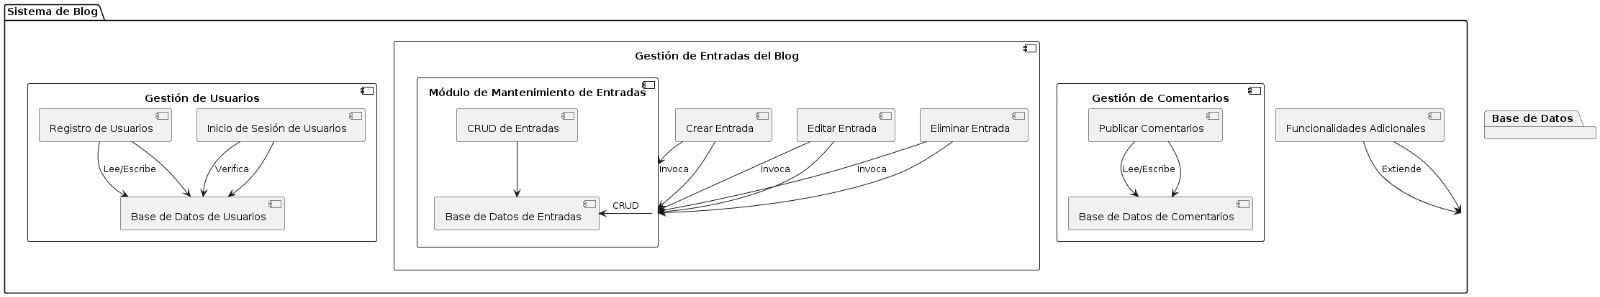 Sistema de Blog
Gestión de Usuarios
Registro de Usuarios
Inicio de Sesión de Usuarios
Lee/Escribe
Verifica
Base de Datos de Usuarios
Gestión de Entradas del Blog
Módulo de Mantenimiento de Entradas
CRUD de Entradas
Crear Entrada
Editar Entrada
Eliminar Entrada
Invoca
Invoca
Invoca
Base de Datos de Entradas
CRUD
Gestión de Comentarios
Publicar Comentarios
Lee/Escribe
Base de Datos de Comentarios
Funcionalidades Adicionales
Extiende
Base de Datos